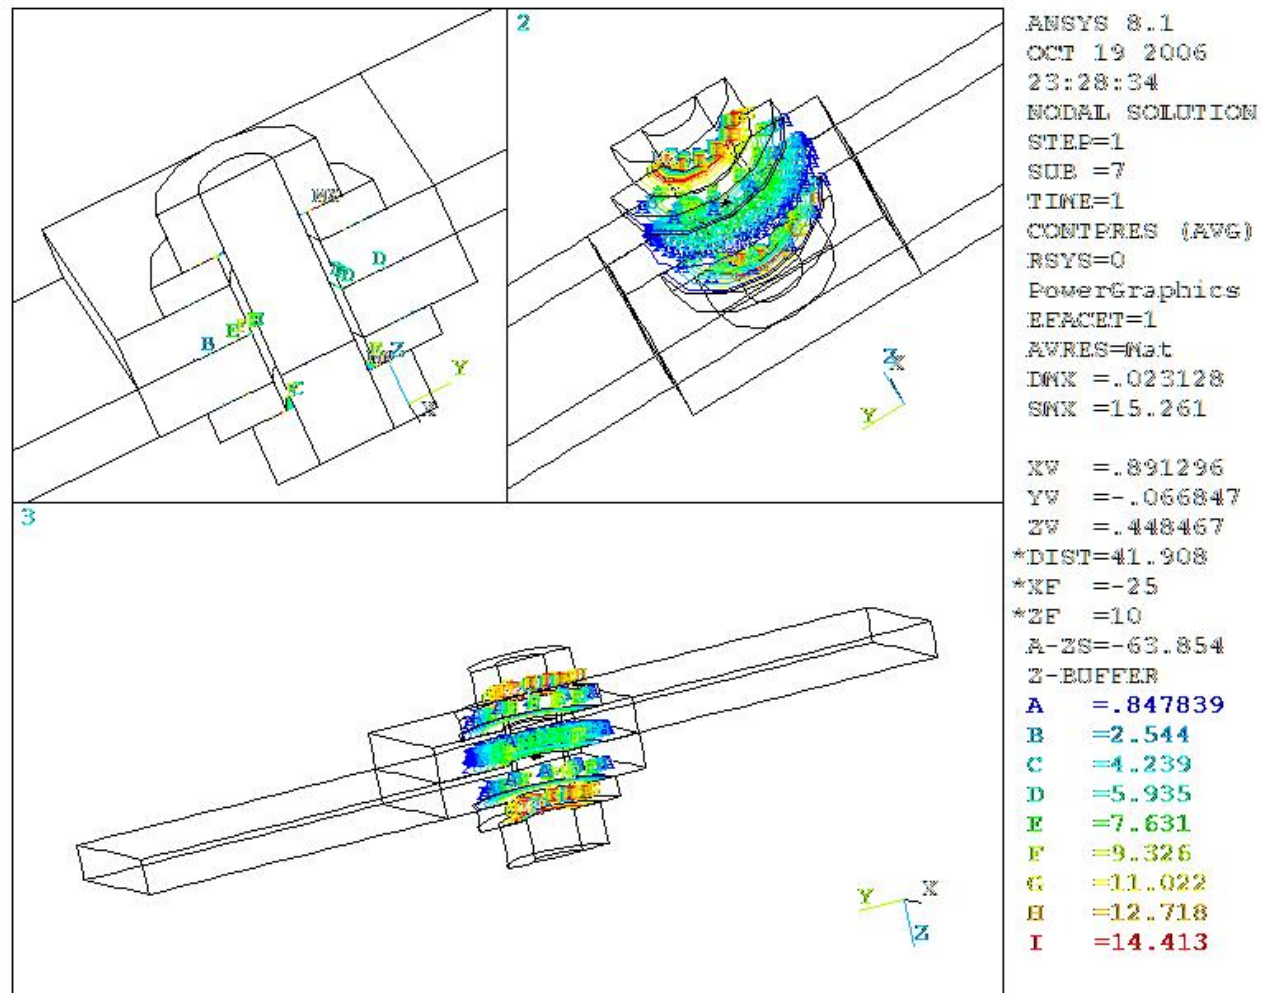 2
3
B
E
C
D
D
D
F
Z
Y
X
Z
X
Y
Y
X
Z
ANSYS 8.1
OCT 19 2006
23:28:34
NODAL SOLUTION
STEP=1
SUB =7
TIME=1
CONTPRES (AVG)
RSYS=0
PowerGraphics
EFACET=1
AVRES=Mat
DMX =.023128
SMX =15.261
XV =.891296
YV =-.066847
ZV =.448467
*DIST=41.908
*XF =-25
*ZF =10
A-ZS=-63.854
Z-BUFFER
A =.847839
B =2.544
C =4.239
D =5.935
E =7.631
F =9.326
G =11.022
H =12.718
I =14.413